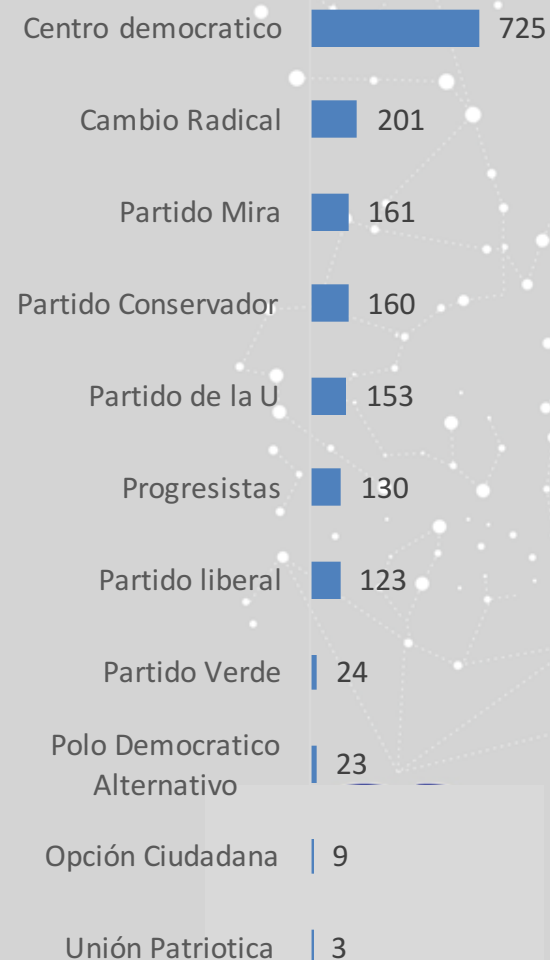 Centro democratico 725
Cambio Radical 201
Partido Mira 161
Partido Conservador 160
Partido de la U 153
Progresistas 130
Partido liberal 123
Partido Verde 24
Polo Democratico
Alternativo 23
Opción Ciudadana 9
Unión Patriotica 3